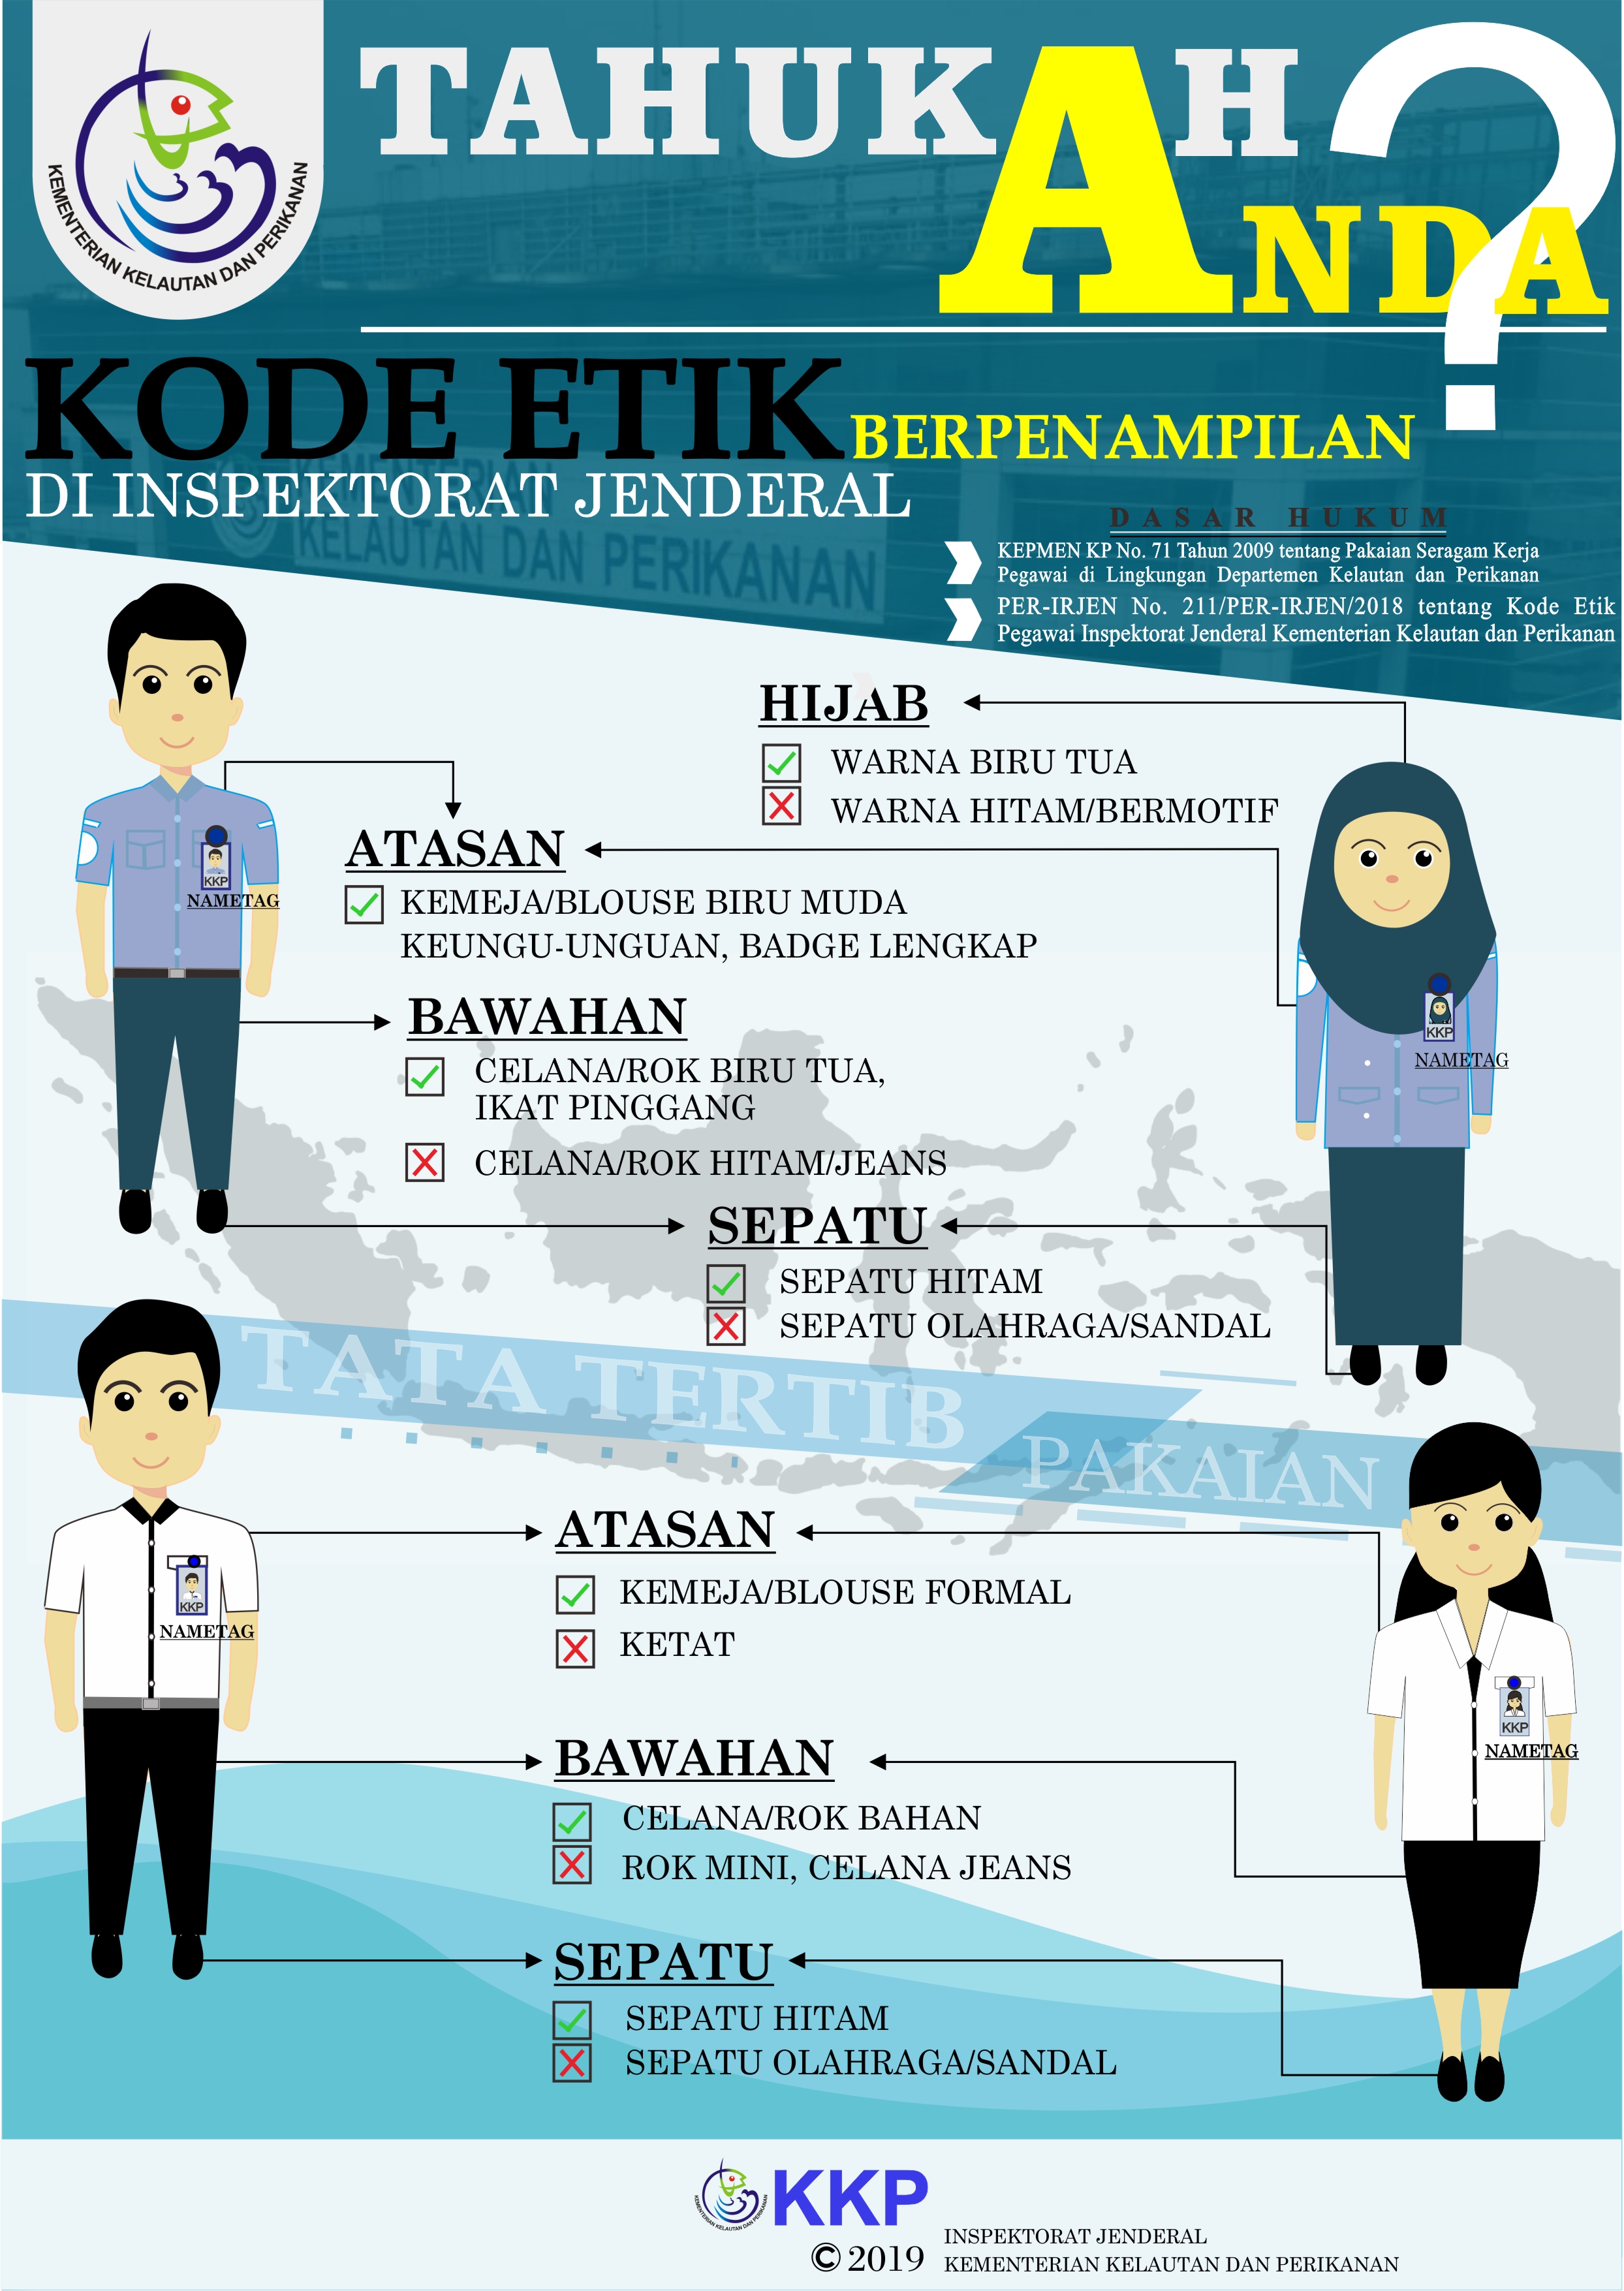 KEMENTERIAN KELAUTAN DAN PERIKANAN
TAHUKAH
ANDA
?
KODE ETIK BERPENAMPILAN
DI INSPEKTORAT JENDERAL
KEMENTERIAN
KELAUTAN DAN PERIKANAN
DASAR HUKUM
KEPMEN KP No. 71 Tahun 2009 tentang Pakaian Seragam Kerja
Pegawai di Lingkungan Departemen Kelautan dan Perikanan
PER-IRJEN No. 211/PER-IRJEN/2018 tentang Kode Etik
Pegawai Inspektorat Jenderal Kementerian Kelautan dan Perikanan
HIJAB
WARNA BIRU TUA
WARNA HITAM/BERMOTIF
KKP
NAMETAG
ATASAN
KEMEJA/BLOUSE BIRU MUDA
KEUNGU-UNGUAN, BADGE LENGKAP
KKP
NAMETAG
BAWAHAN
CELANA/ROK BIRU TUA,
IKAT PINGGANG
CELANA/ROK HITAM/JEANS
SEPATU
SEPATU HITAM
SEPATU OLAHRAGA/SANDAL
TATA TERTIB
PAKAIAN
ATASAN
KEMEJA/BLOUSE FORMAL
KETAT
KKP
NAMETAG
KKP
NAMETAG
BAWAHAN
CELANA/ROK BAHAN
ROK MINI, CELANA JEANS
SEPATU
SEPATU HITAM
SEPATU OLAHRAGA/SANDAL
KEMENTERIAN KELAUTAN DAN PERIKANAN
KKP
© 2019
INSPEKTORAT JENDERAL
KEMENTERIAN KELAUTAN DAN PERIKANAN